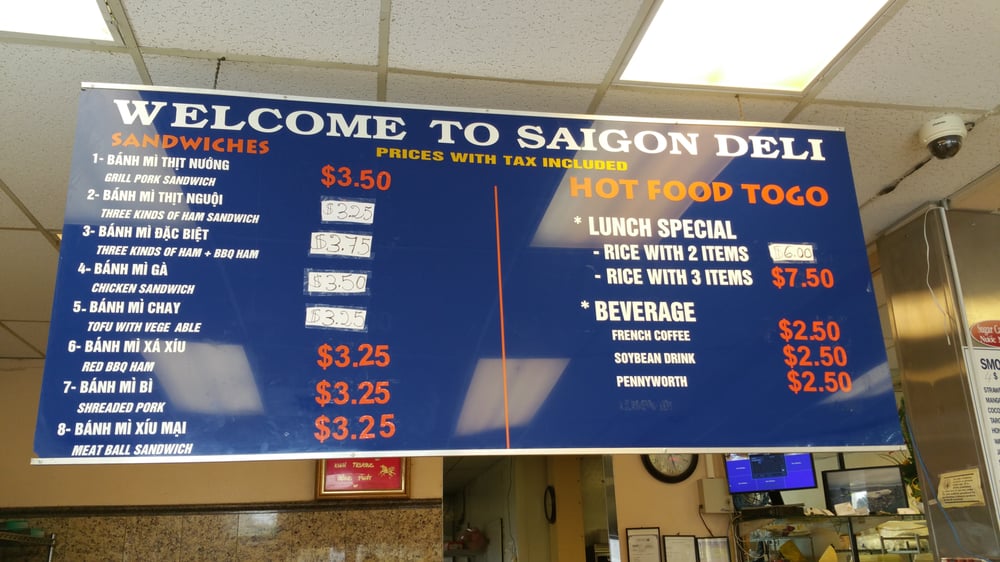 WELCOME TO SAIGON DELI
PRICES WITH TAX INCLUDED
SANDWICHES
1- BÁNH MÌ THỊT NUỚNG $3.50
GRILL PORK SANDWICH
2- BÁNH MÌ THỊT NGUỘI $3.25
THREE KINDS OF HAM SANDWICH
3- BÁNH MÌ ĐẶC BIỆT $3.75
THREE KINDS OF HAM + BBQ HAM
4- BÁNH MÌ GÀ $3.50
CHICKEN SANDWICH
5- BÁNH MÌ CHAY $3.25
TOFU WITH VEGE ABLE
6- BÁNH MÌ XÁ XÍU $3.25
RED BBQ HAM
7- BÁNH MÌ BÌ $3.25
SHREADED PORK
8- BÁNH MÌ XÍU MẠI $3.25
MEAT BALL SANDWICH
HOT FOOD TOGO
* LUNCH SPECIAL
- RICE WITH 2 ITEMS $6.00
- RICE WITH 3 ITEMS $7.50
* BEVERAGE
FRENCH COFFEE $2.50
SOYBEAN DRINK $2.50
PENNYWORTH $2.50